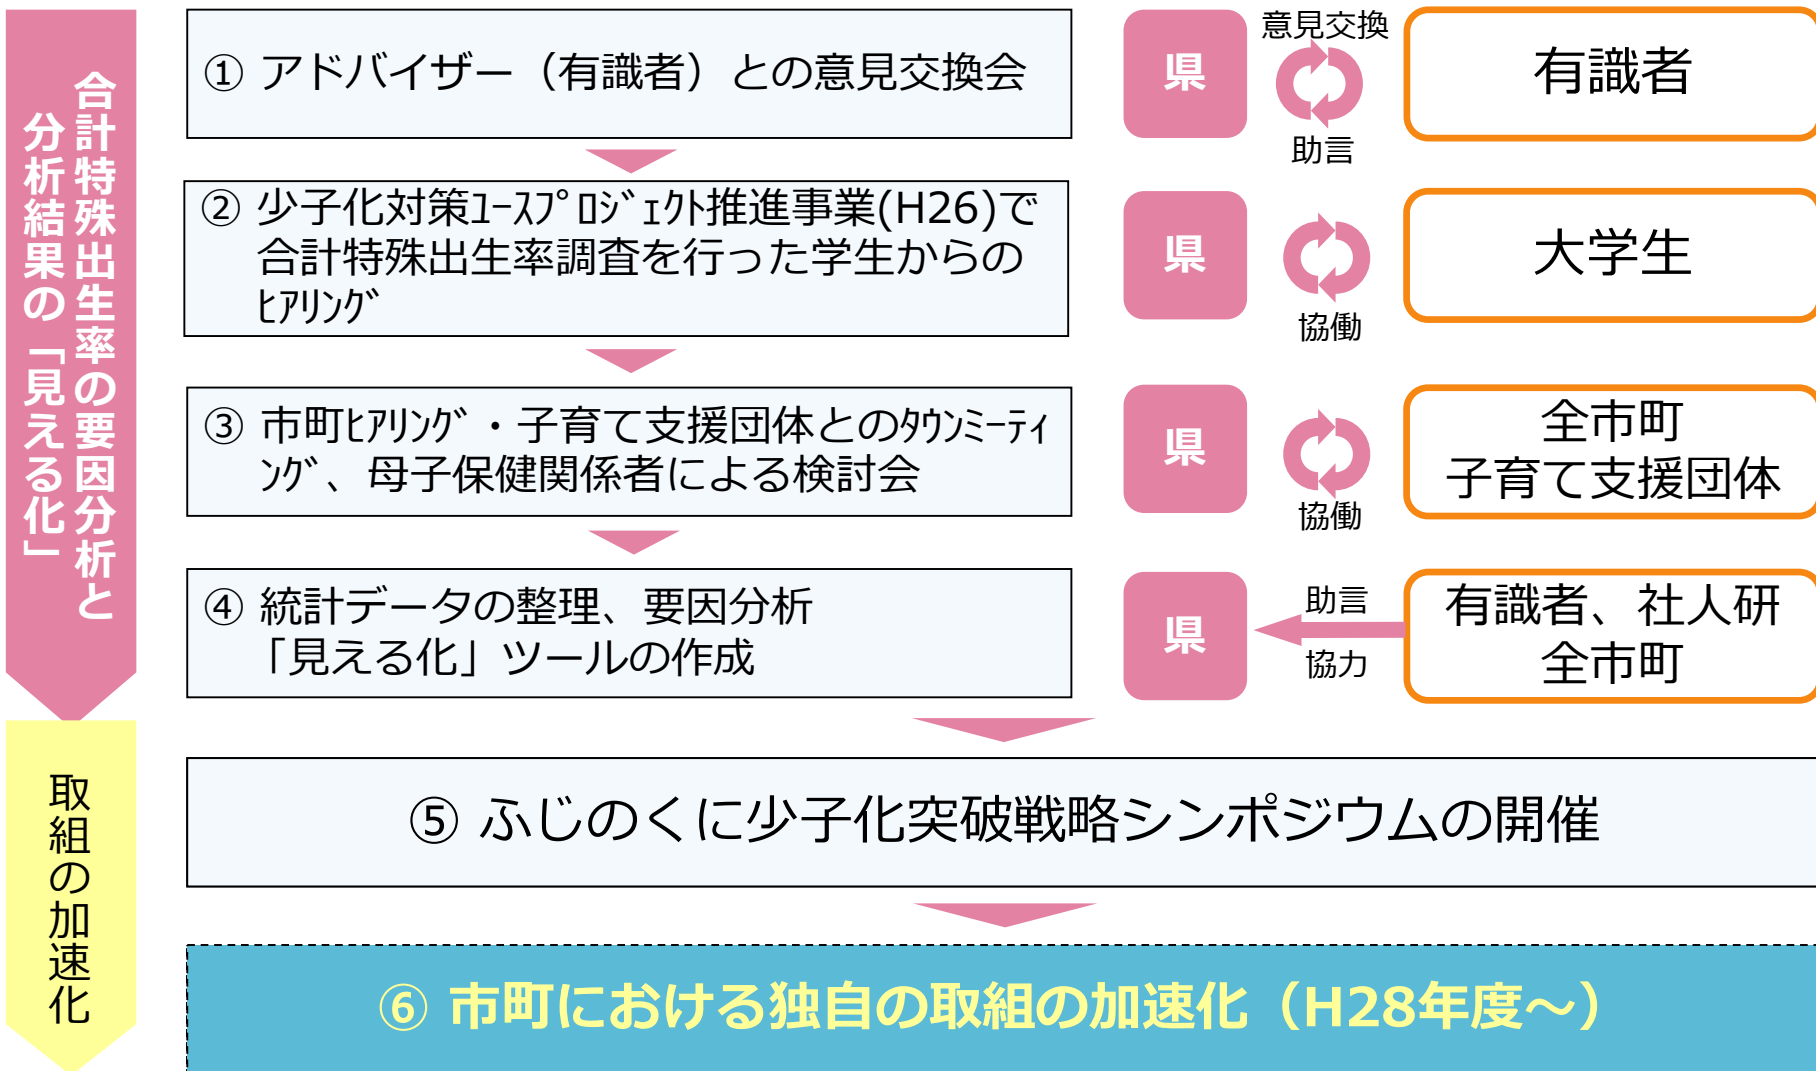 合計特殊出生率の要因分析と
分析結果の「見える化」
① アドバイザー（有識者）との意見交換会
県
意見交換
助言
有識者
② 少子化対策ﾕｰｽﾌﾟﾛｼﾞｪｸﾄ推進事業(H26)で
合計特殊出生率調査を行った学生からの
ﾋｱﾘﾝｸﾞ
県
協働
大学生
③ 市町ﾋｱﾘﾝｸﾞ・子育て支援団体とのﾀｳﾝﾐｰﾃｨ
ﾝｸﾞ、母子保健関係者による検討会
県
協働
全市町
子育て支援団体
④ 統計データの整理、要因分析
「見える化」ツールの作成
県
助言
協力
有識者、社人研
全市町
取組の加速化
⑤ ふじのくに少子化突破戦略シンポジウムの開催
⑥ 市町における独自の取組の加速化（H28年度～）